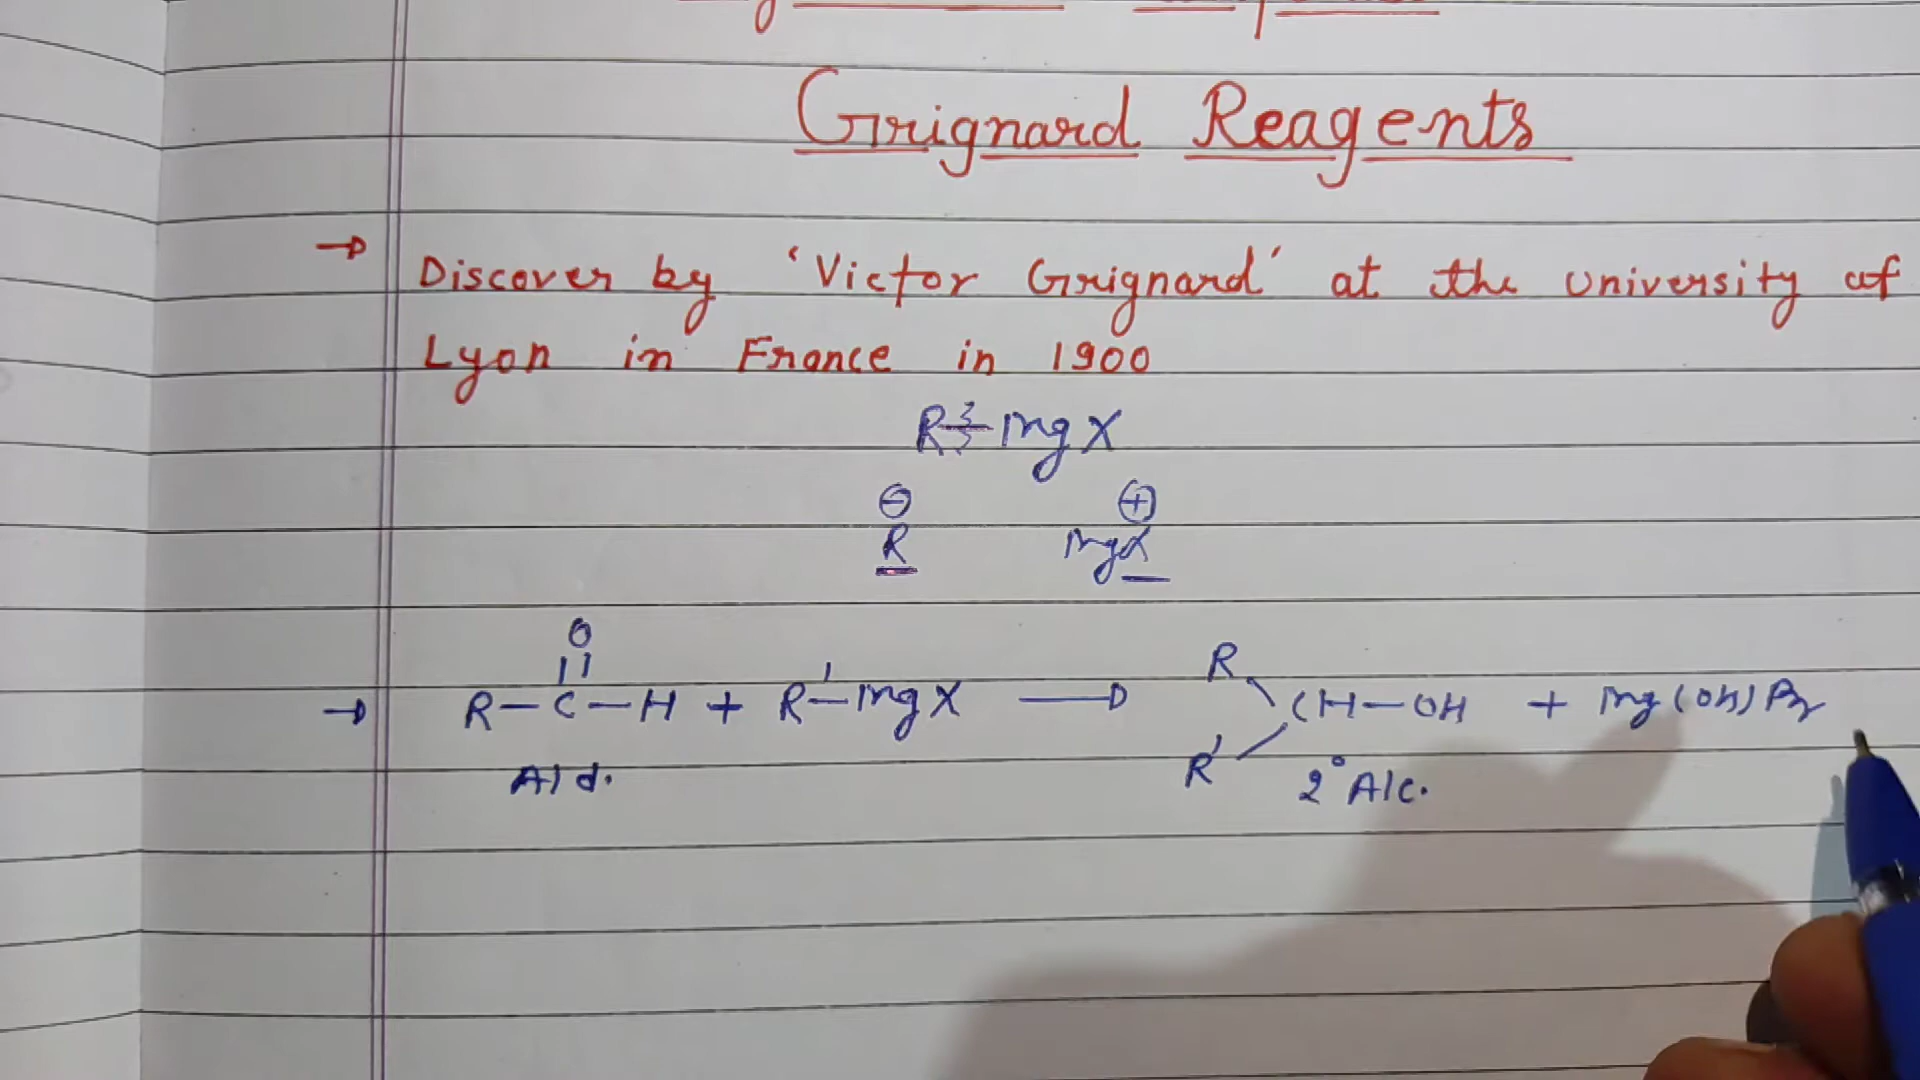 Grignard Reagents
→ Discover by 'Victor Grignard' at the University of
Lyon in France in 1900
R-MgX
⊖ ⊕
R MgX
O
||
→ R-C-H + R'-MgX → R CH-OH + Mg(OH)Br
R'
Ald. 2° Alc.